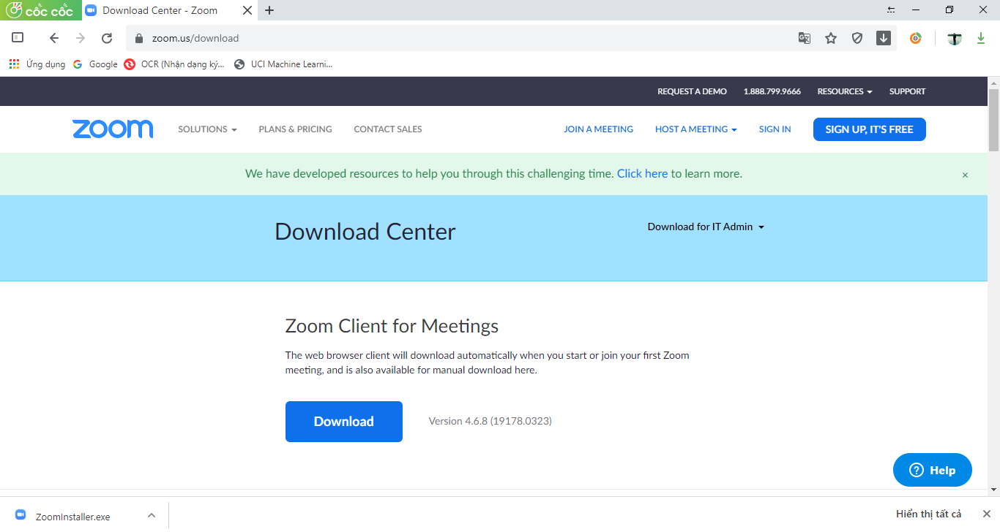 cốc cốc
Download Center - Zoom
zoom.us/download
Ứng dụng Google OCR (Nhận dạng ký... UCI Machine Learni...
REQUEST A DEMO 1.888.799.9666 RESOURCES SUPPORT
zoom SOLUTIONS PLANS & PRICING CONTACT SALES JOIN A MEETING HOST A MEETING SIGN IN SIGN UP, IT'S FREE
We have developed resources to help you through this challenging time. Click here to learn more. ×
Download Center Download for IT Admin
Zoom Client for Meetings
The web browser client will download automatically when you start or join your first Zoom
meeting, and is also available for manual download here.
Download Version 4.6.8 (19178.0323)
Help
ZoomInstaller.exe Hiển thị tất cả